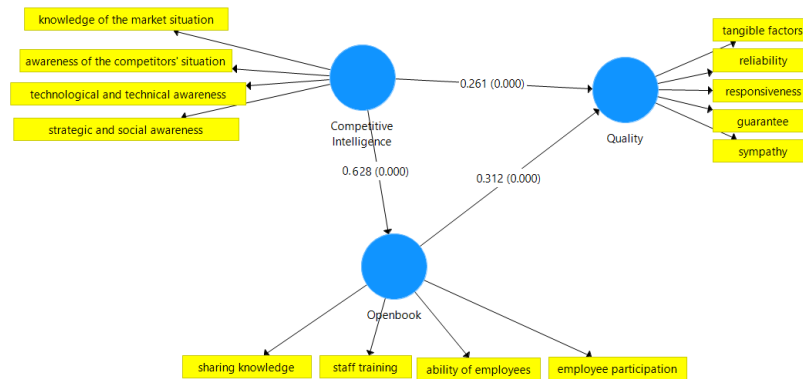 knowledge of the market situation
awareness of the competitors' situation
technological and technical awareness
strategic and social awareness
Competitive
Intelligence
0.261 (0.000)
tangible factors
reliability
responsiveness
guarantee
sympathy
Quality
0.628 (0.000)
0.312 (0.000)
Openbook
sharing knowledge
staff training
ability of employees
employee participation